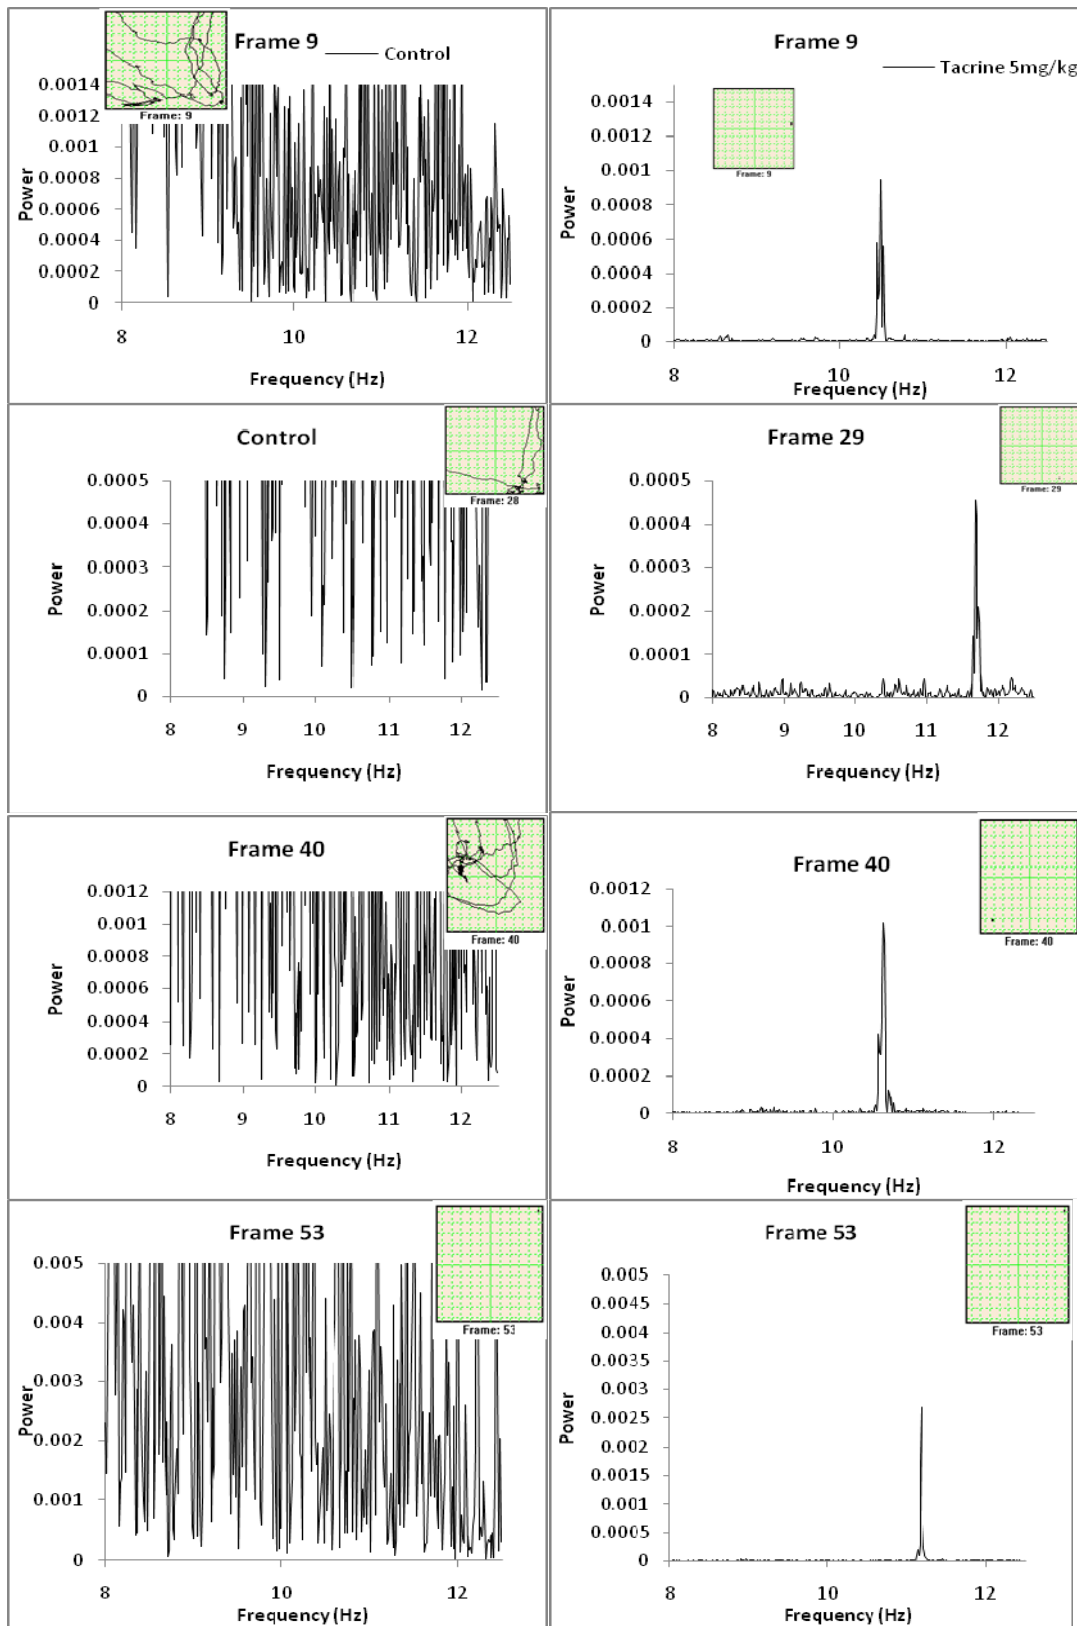 Frame 9
Control
Frame: 9
0.0014
0.0012
0.001
0.0008
0.0006
0.0004
0.0002
0
Power
8
10
12
Frequency (Hz)
Frame 9
Tacrine 5mg/kg
Frame: 9
0.0014
0.0012
0.001
0.0008
0.0006
0.0004
0.0002
0
Power
8
10
12
Frequency (Hz)
Control
Frame: 28
0.0005
0.0004
0.0003
0.0002
0.0001
0
Power
8 9 10 11 12
Frequency (Hz)
Frame 29
Frame: 29
0.0005
0.0004
0.0003
0.0002
0.0001
0
Power
8 9 10 11 12
Frequency (Hz)
Frame 40
Frame: 40
0.0012
0.001
0.0008
0.0006
0.0004
0.0002
0
Power
8 9 10 11 12
Frequency (Hz)
Frame 40
Frame: 40
0.0012
0.001
0.0008
0.0006
0.0004
0.0002
0
Power
8 10 12
Frequency (Hz)
Frame 53
Frame: 53
0.005
0.004
0.003
0.002
0.001
0
Power
8 10 12
Frequency (Hz)
Frame 53
Frame: 53
0.005
0.0045
0.004
0.0035
0.003
0.0025
0.002
0.0015
0.001
0.0005
0
Power
8 10 12
Frequency (Hz)